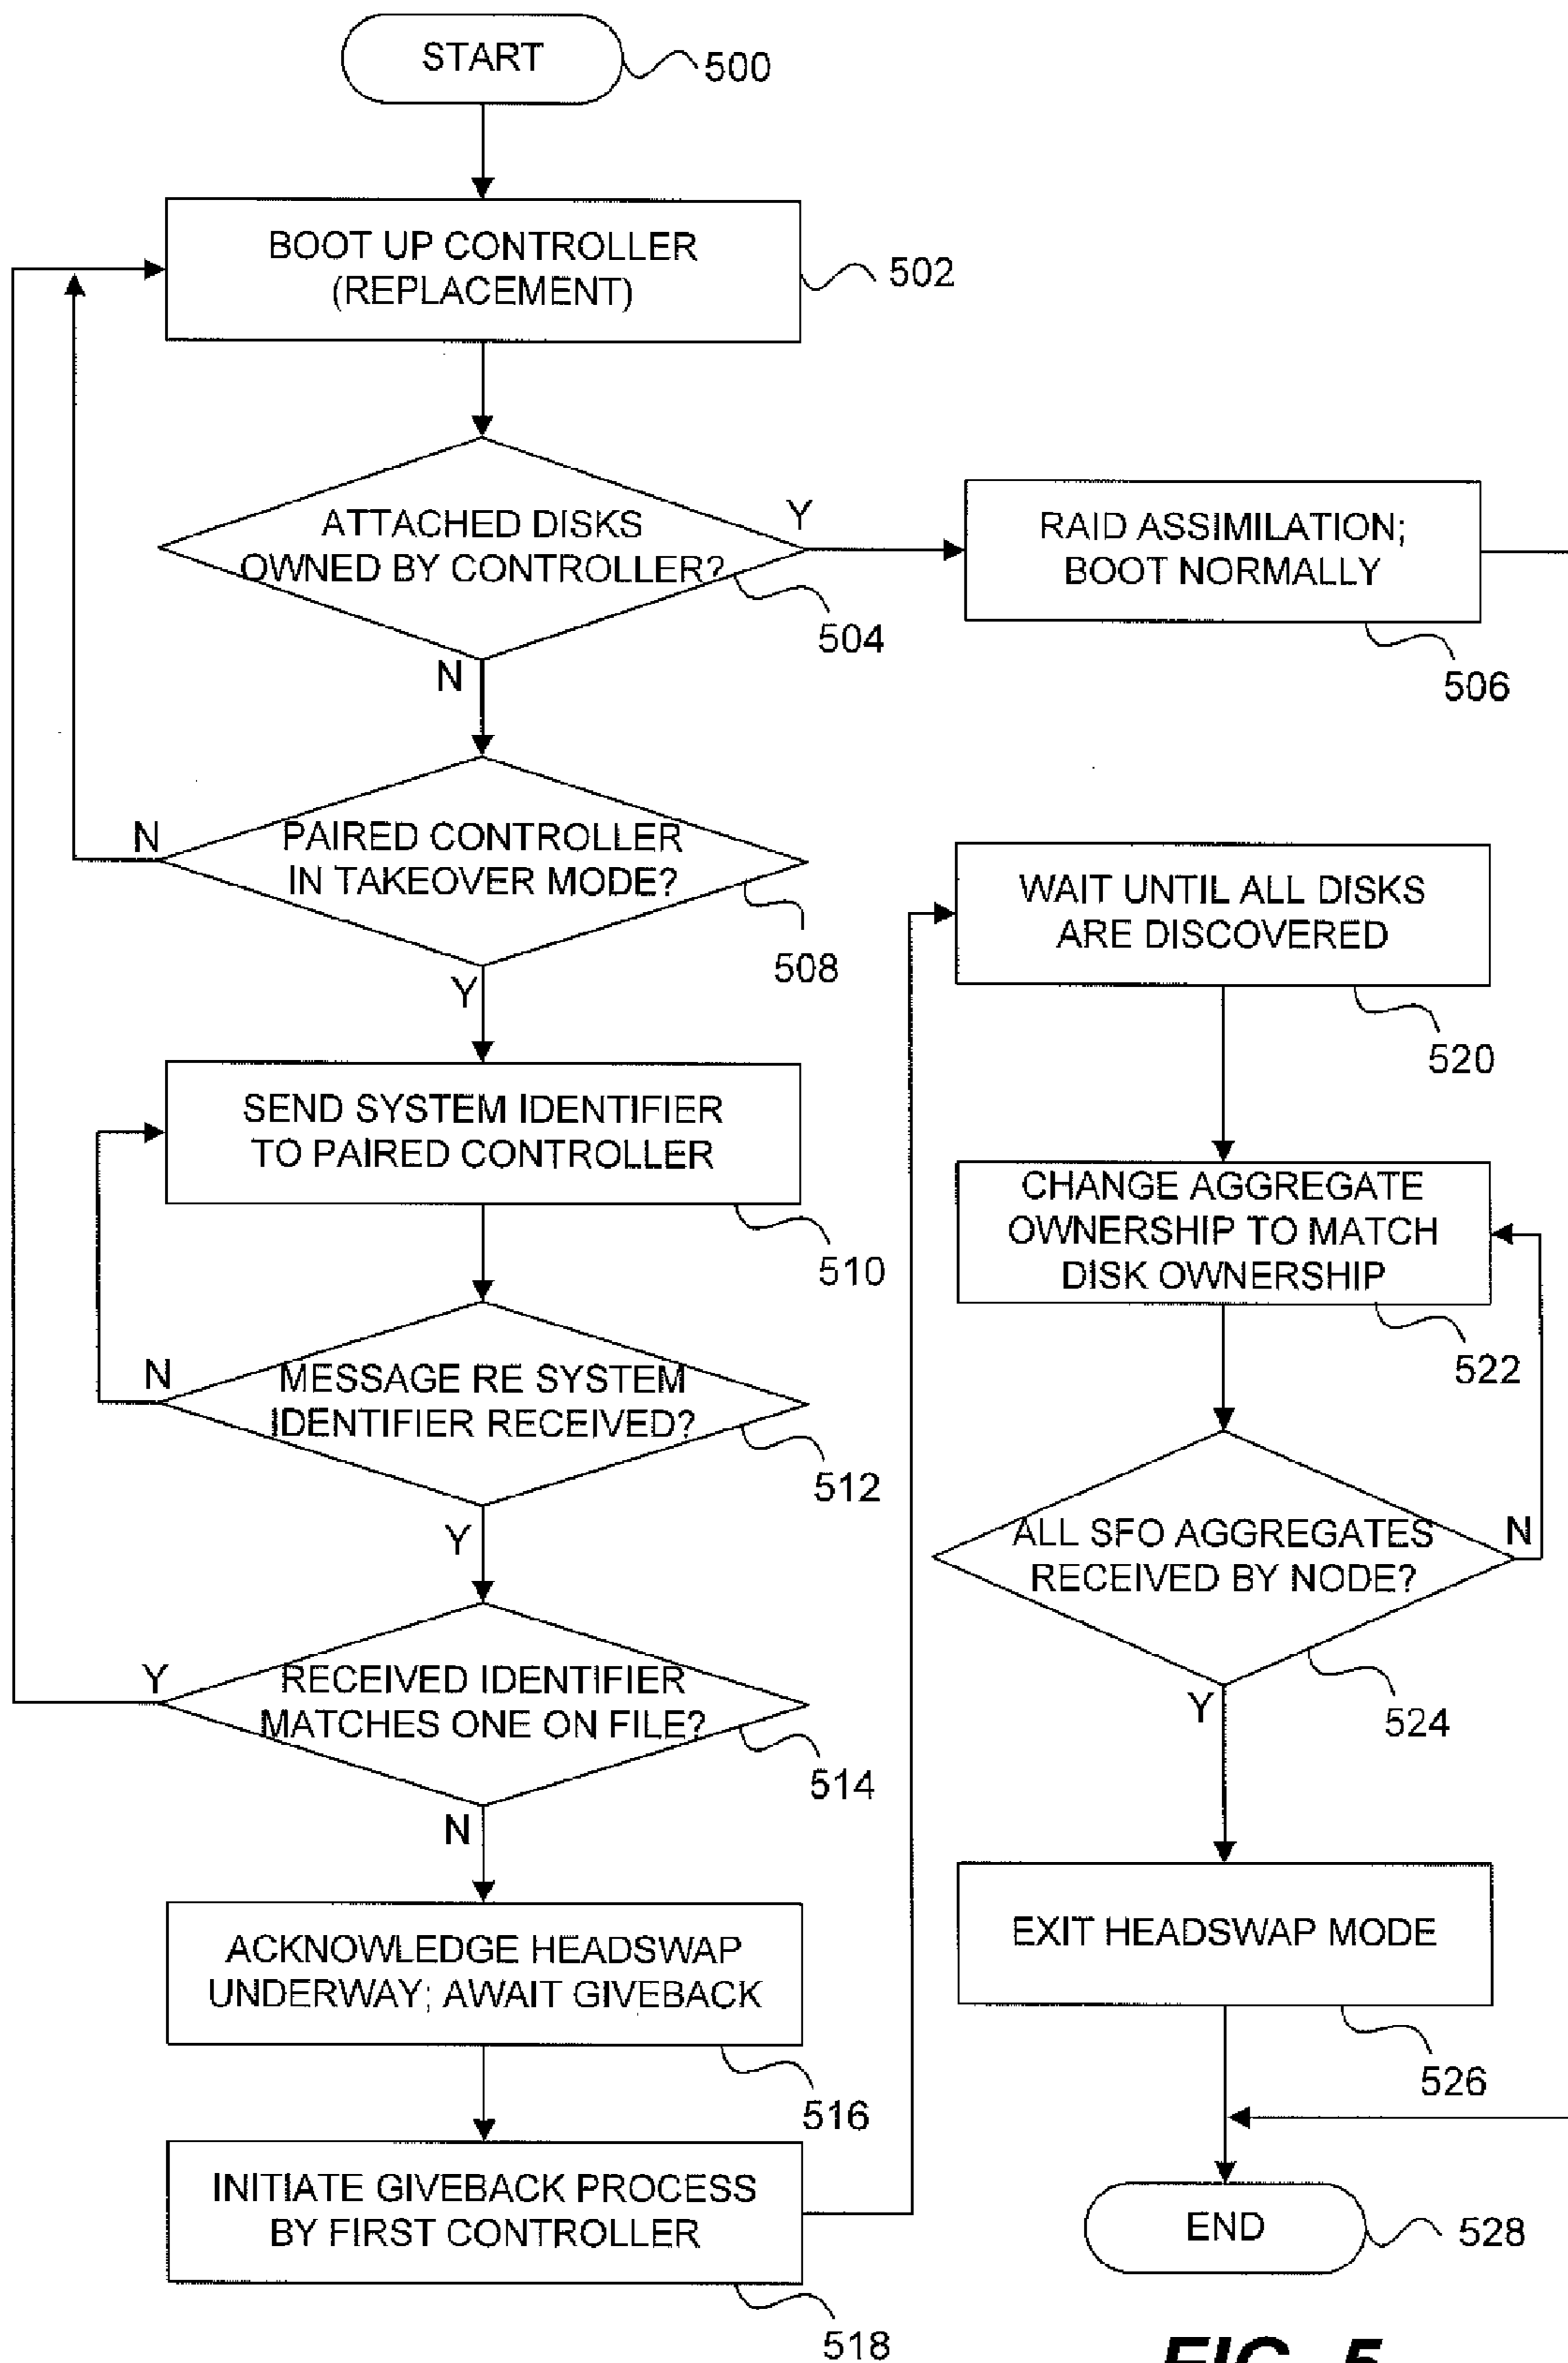 START
500
BOOT UP CONTROLLER
(REPLACEMENT)
502
ATTACHED DISKS
OWNED BY CONTROLLER?
504
Y
N
RAID ASSIMILATION;
BOOT NORMALLY
506
PAIRED CONTROLLER
IN TAKEOVER MODE?
508
N
Y
SEND SYSTEM IDENTIFIER
TO PAIRED CONTROLLER
510
MESSAGE RE SYSTEM
IDENTIFIER RECEIVED?
512
N
Y
RECEIVED IDENTIFIER
MATCHES ONE ON FILE?
514
Y
N
ACKNOWLEDGE HEADSWAP
UNDERWAY; AWAIT GIVEBACK
516
INITIATE GIVEBACK PROCESS
BY FIRST CONTROLLER
518
WAIT UNTIL ALL DISKS
ARE DISCOVERED
520
CHANGE AGGREGATE
OWNERSHIP TO MATCH
DISK OWNERSHIP
522
ALL SFO AGGREGATES
RECEIVED BY NODE?
524
N
Y
EXIT HEADSWAP MODE
526
END
528
FIG. 5